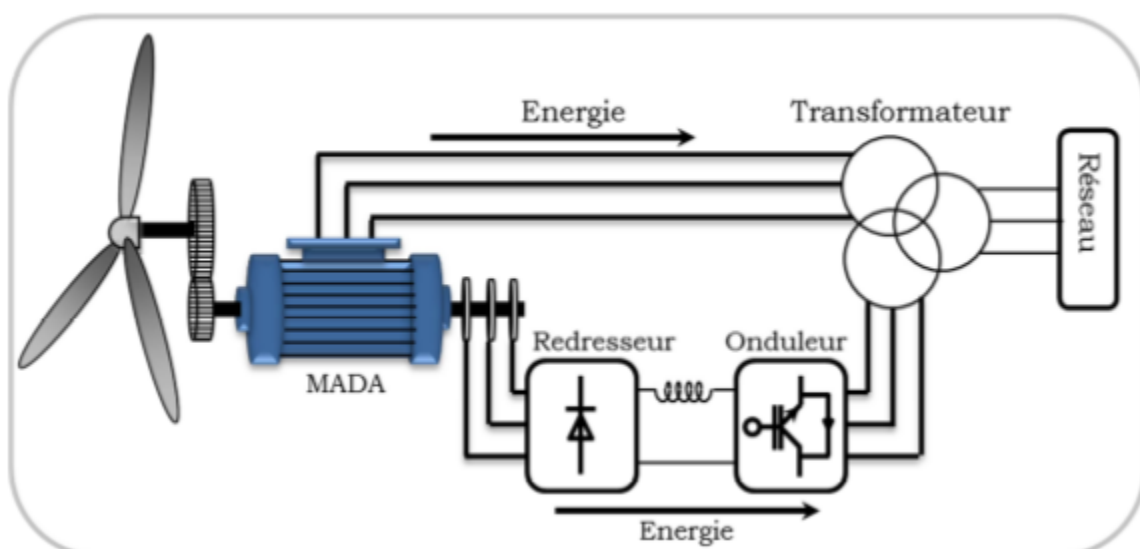 Energie
Transformateur
Réseau
Redresseur
Onduleur
MADA
Energie